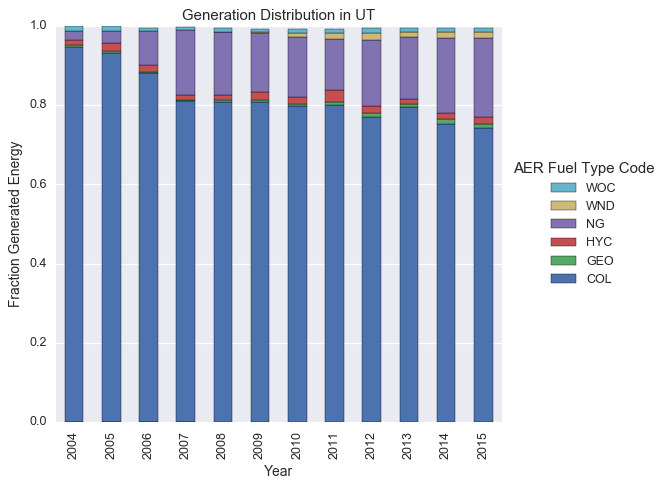 Generation Distribution in UT
1.0
0.8
0.6
0.4
0.2
0.0
Fraction Generated Energy
2004 2005 2006 2007 2008 2009 2010 2011 2012 2013 2014 2015
Year
AER Fuel Type Code
WOC
WND
NG
HYC
GEO
COL